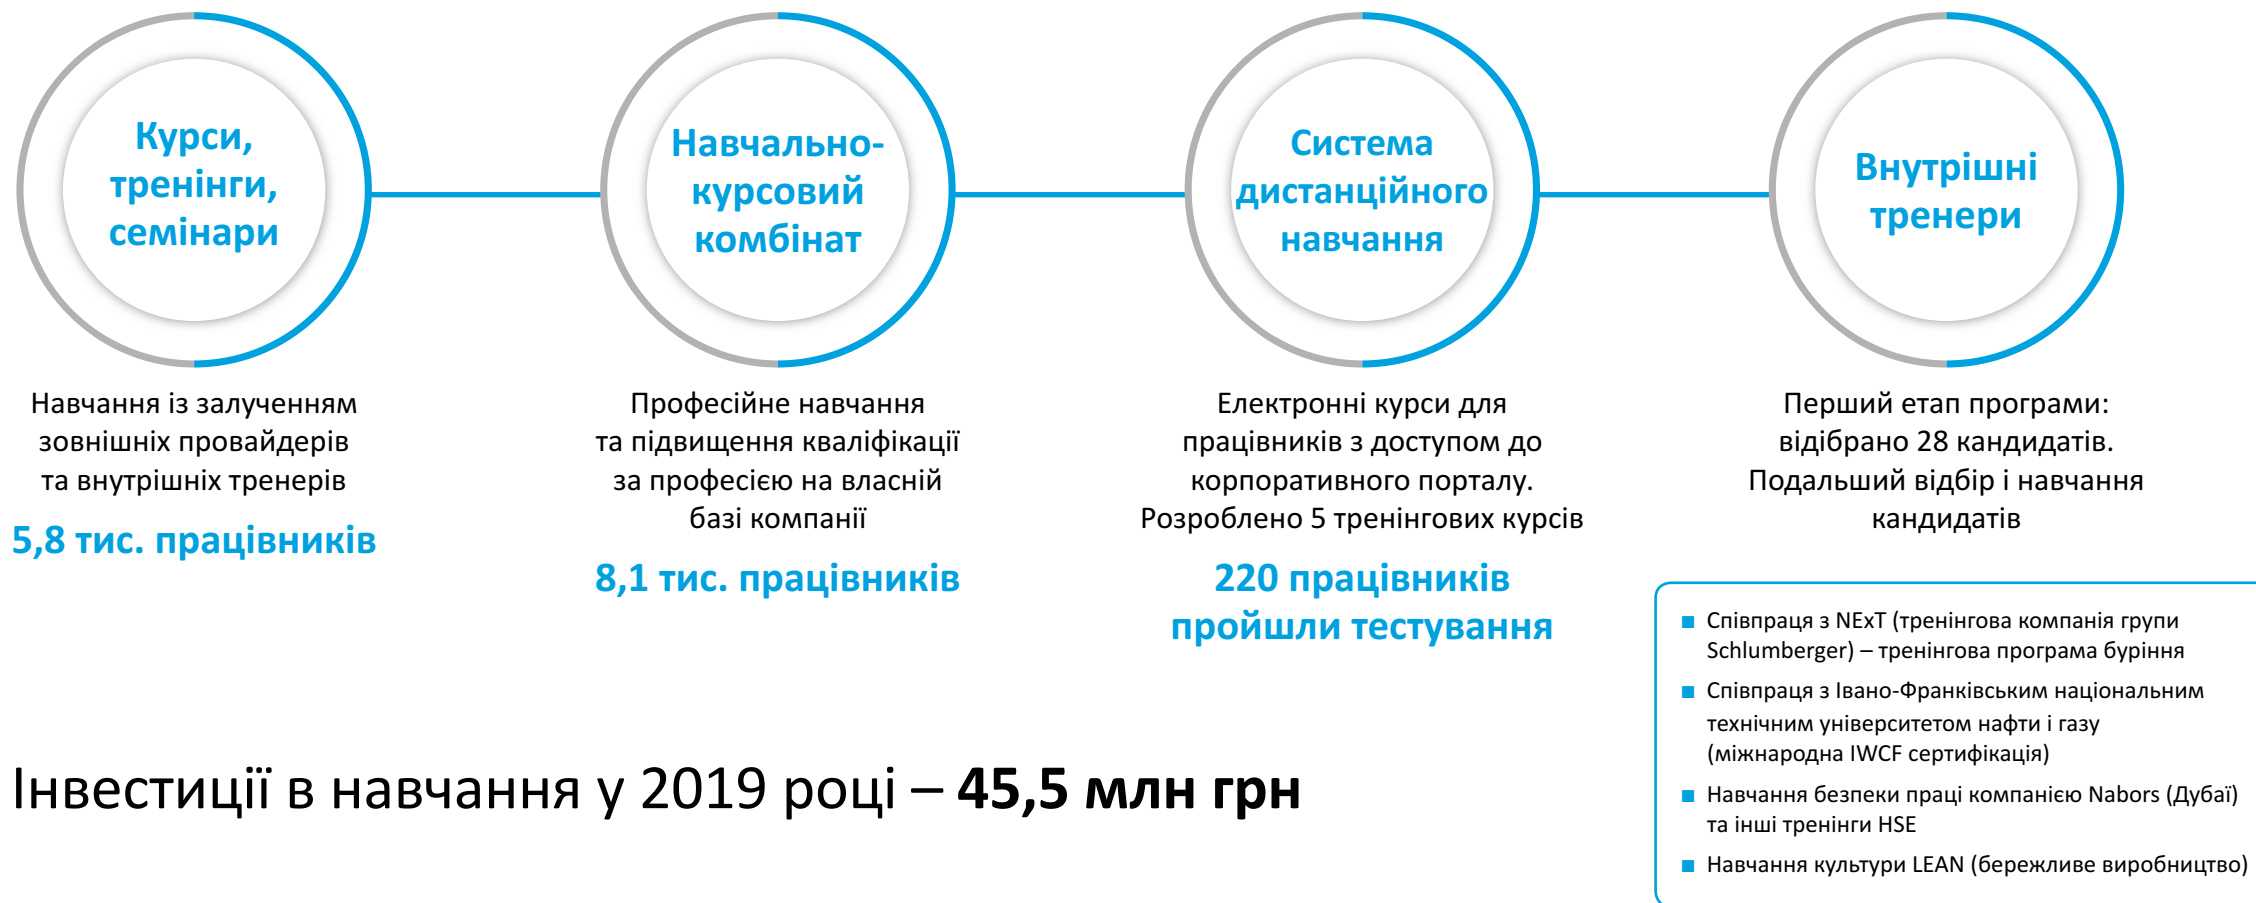 Курси,
тренінги,
семінари
Навчання із залученням
зовнішніх провайдерів
та внутрішніх тренерів
5,8 тис. працівників
Навчально-
курсовий
комбінат
Професійне навчання
та підвищення кваліфікації
за професією на власній
базі компанії
8,1 тис. працівників
Система
дистанційного
навчання
Електронні курси для
працівників з доступом до
корпоративного порталу.
Розроблено 5 тренінгових курсів
220 працівників
пройшли тестування
Внутрішні
тренери
Перший етап програми:
відібрано 28 кандидатів.
Подальший відбір і навчання
кандидатів
Співпраця з NExT (тренінгова компанія групи
Schlumberger) – тренінгова програма буріння
Співпраця з Івано-Франківським національним
технічним університетом нафти і газу
(міжнародна IWCF сертифікація)
Навчання безпеки праці компанією Nabors (Дубаї)
та інші тренінги HSE
Навчання культури LEAN (бережливе виробництво)
Інвестиції в навчання у 2019 році – 45,5 млн грн